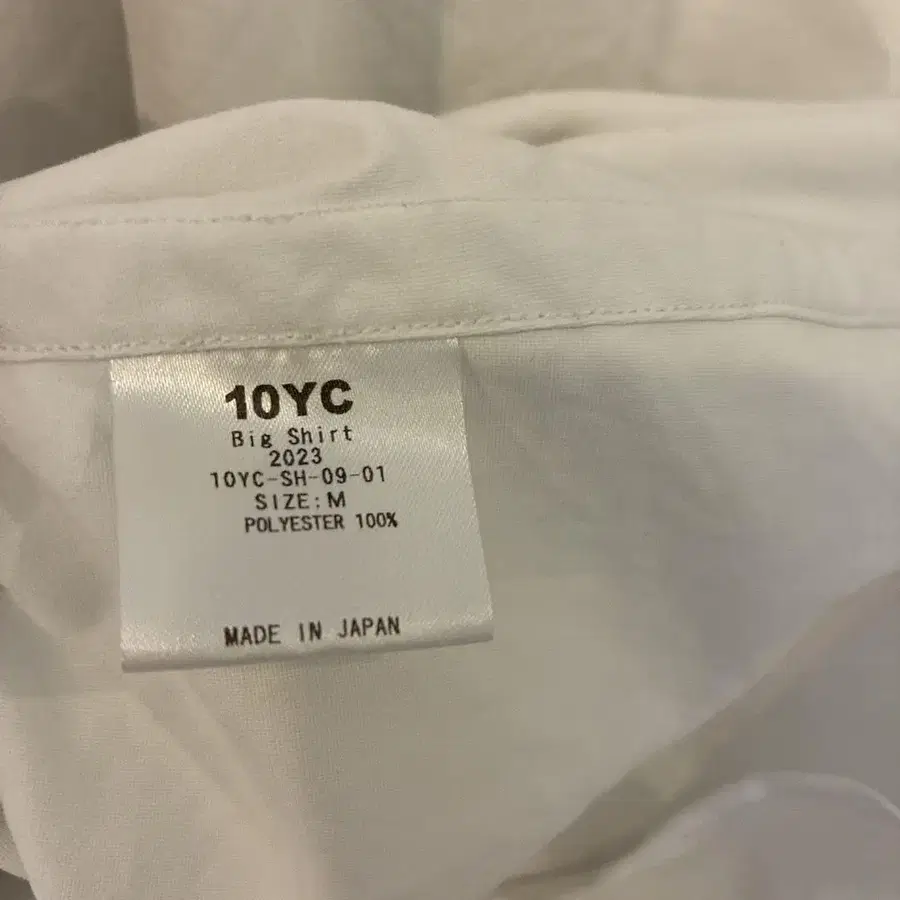 10YC
Big Shirt
2023
10YC-SH-09-01
SIZE:M
POLYESTER 100%
MADE IN JAPAN